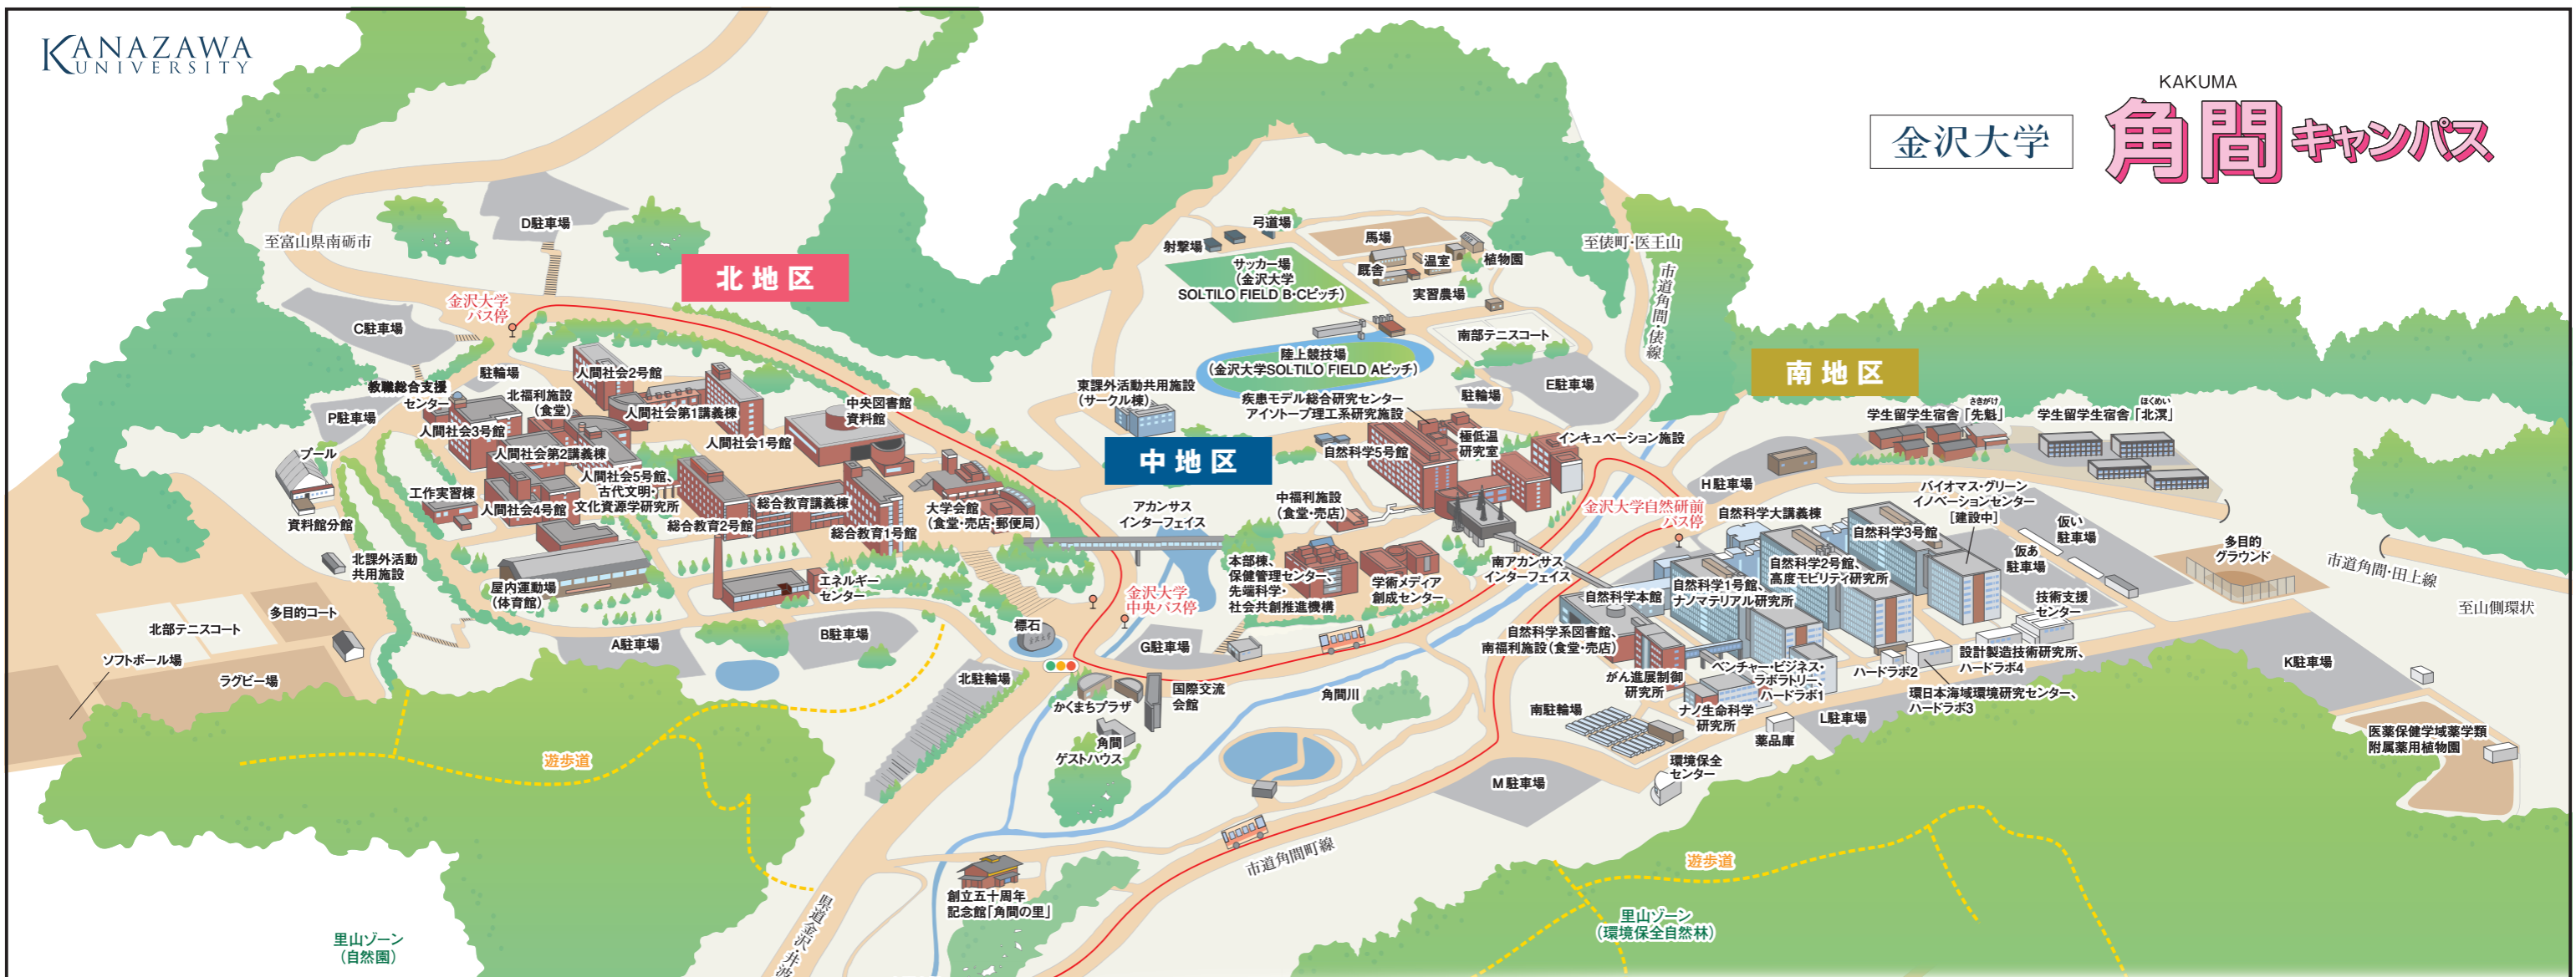 KANAZAWA
UNIVERSITY
KAKUMA
金沢大学
角間キャンパス
北地区
中地区
南地区
至富山県南砺市
D駐車場
C駐車場
金沢大学
バス停
教職総合支援
センター
駐輪場
P駐車場
北福利施設
(食堂)
人間社会2号館
人間社会第1講義棟
人間社会1号館
中央図書館
資料館
人間社会3号館
人間社会第2講義棟
人間社会5号館、
古代文明・
文化資源学研究所
人間社会4号館
工作実習棟
プール
資料館分館
北課外活動
共用施設
総合教育2号館
総合教育講義棟
総合教育1号館
大学会館
(食堂・売店・郵便局)
屋内運動場
(体育館)
エネルギー
センター
多目的コート
北部テニスコート
ソフトボール場
ラグビー場
A駐車場
B駐車場
標石
北駐輪場
遊歩道
里山ゾーン
(自然園)
県道金沢・井波
射撃場
弓道場
馬場
サッカー場
(金沢大学
SOLTILO FIELD B・Cピッチ)
厩舎
温室
植物園
実習農場
南部テニスコート
陸上競技場
(金沢大学SOLTILO FIELD Aピッチ)
東課外活動共用施設
(サークル棟)
疾患モデル総合研究センター
アイソトープ理工系研究施設
駐輪場
E駐車場
至俵町・医王山
市道角間・俵線
自然科学5号館
極低温
研究室
インキュベーション施設
中福利施設
(食堂・売店)
アカンサス
インターフェイス
本部棟、
保健管理センター、
先端科学・
社会共創推進機構
学術メディア
創成センター
南アカンサス
インターフェイス
金沢大学
中央バス停
G駐車場
国際交流
会館
かくまちプラザ
角間
ゲストハウス
角間川
創立五十周年
記念館「角間の里」
市道角間町線
金沢大学自然研前
バス停
H駐車場
学生留学生宿舎「先魁」
さきがけ
学生留学生宿舎「北溟」
ほくめい
自然科学大講義棟
バイオマス・グリーン
イノベーションセンター
[建設中]
自然科学3号館
自然科学2号館、
高度モビリティ研究所
自然科学1号館、
ナノマテリアル研究所
自然科学本館
自然科学系図書館、
南福利施設(食堂・売店)
がん進展制御
研究所
ベンチャー・ビジネス・
ラボラトリー、
ハードラボ1
ナノ生命科学
研究所
ハードラボ2
環日本海域環境研究センター、
ハードラボ3
設計製造技術研究所、
ハードラボ4
技術支援
センター
仮い
駐車場
仮あ
駐車場
多目的
グラウンド
市道角間・田上線
至山側環状
K駐車場
L駐車場
M駐車場
南駐輪場
薬品庫
環境保全
センター
医薬保健学域薬学類
附属薬用植物園
遊歩道
里山ゾーン
(環境保全自然林)